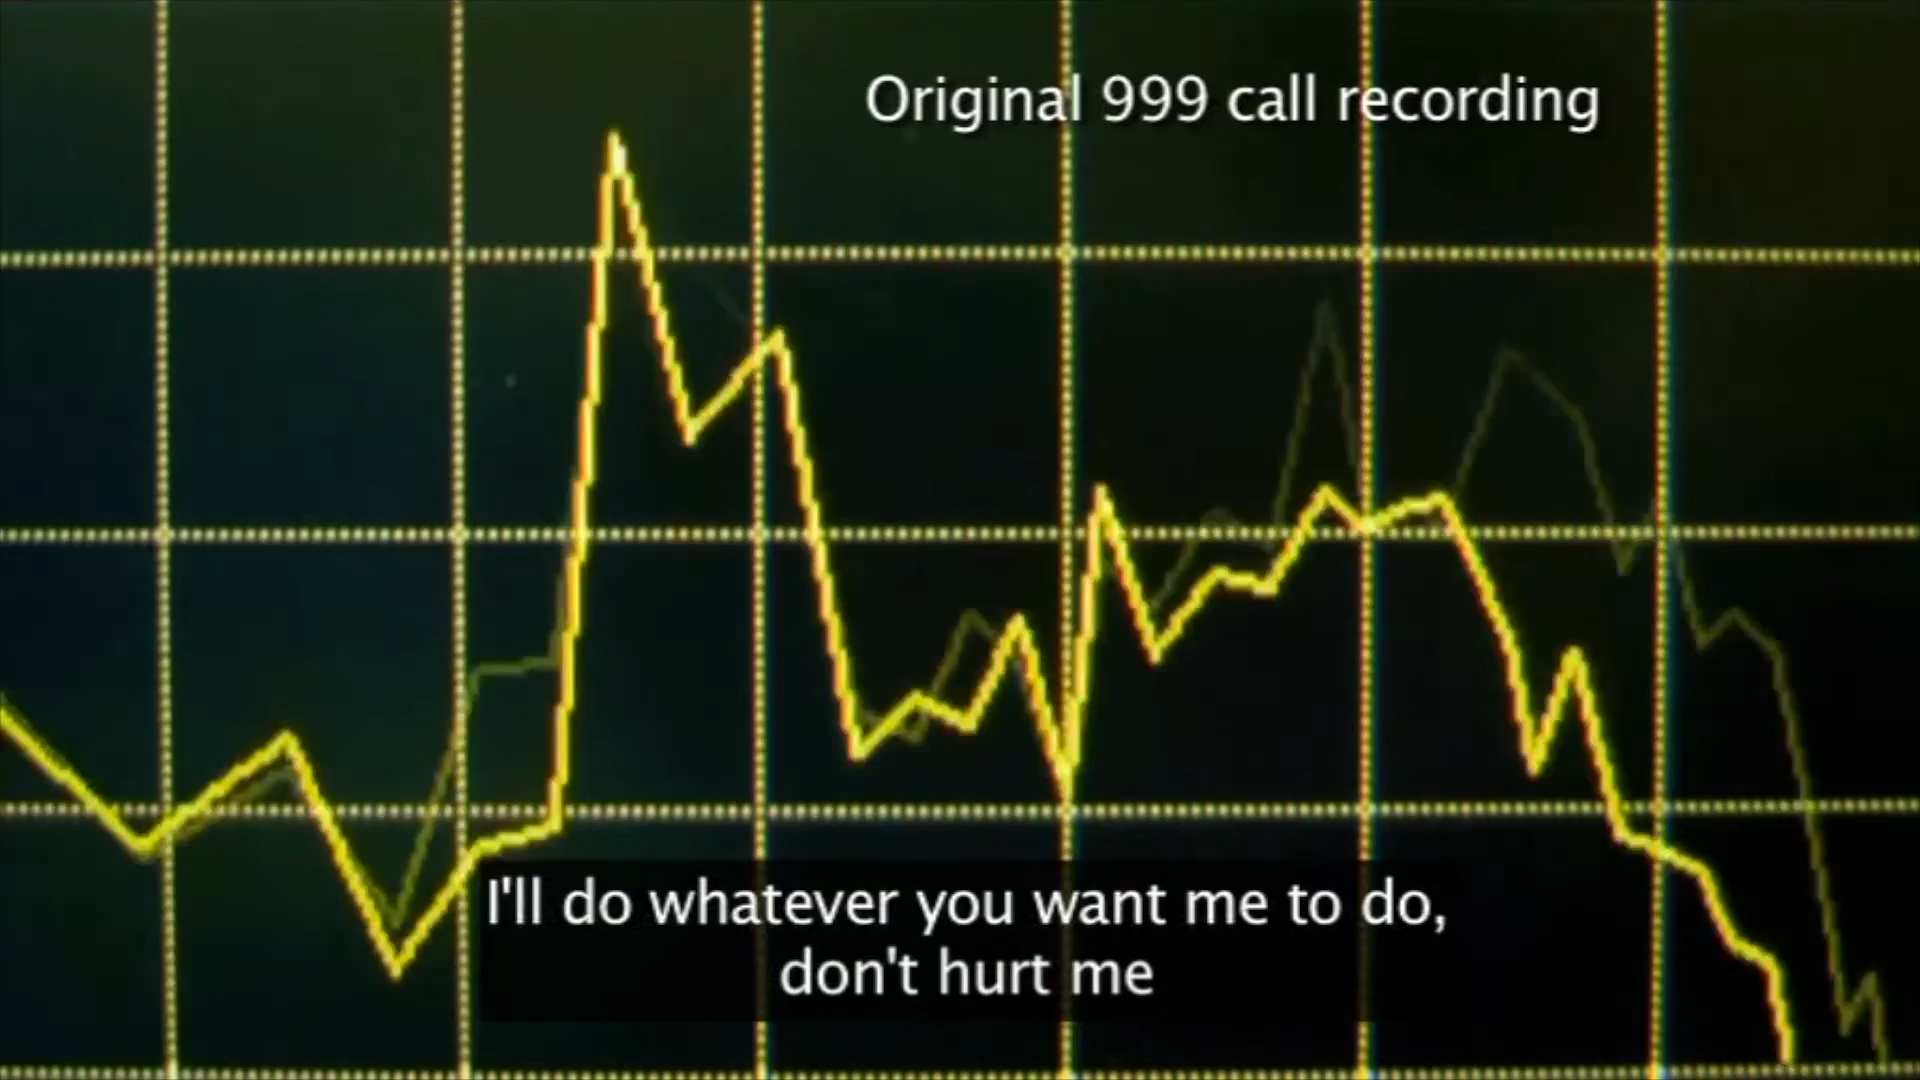 Original 999 call recording
I'll do whatever you want me to do,
don't hurt me